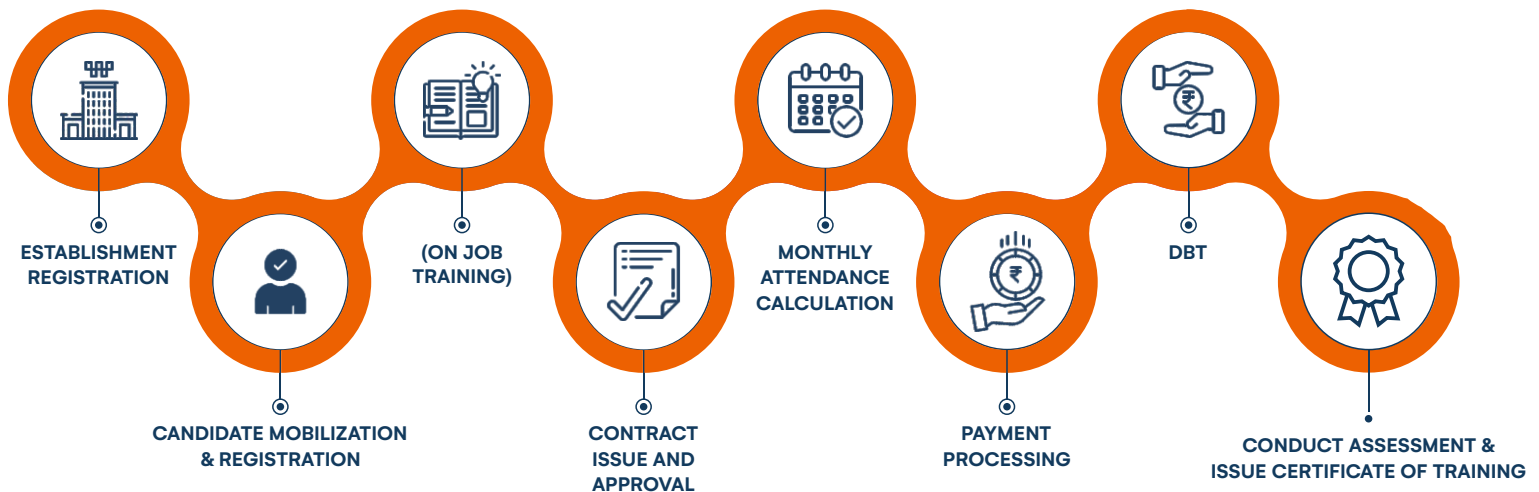 ESTABLISHMENT
REGISTRATION
CANDIDATE MOBILIZATION
& REGISTRATION
(ON JOB
TRAINING)
CONTRACT
ISSUE AND
APPROVAL
MONTHLY
ATTENDANCE
CALCULATION
₹
PAYMENT
PROCESSING
₹
DBT
CONDUCT ASSESSMENT &
ISSUE CERTIFICATE OF TRAINING